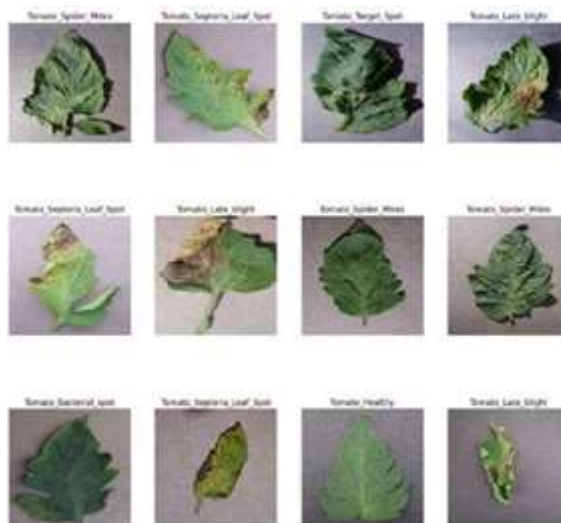 Tomato_Spider_Mites Tomato_Septoria_Leaf_Spot Tomato_Target_Spot Tomato_Late_blight
Tomato_Septoria_Leaf_Spot Tomato_Late_blight Tomato_Spider_Mites Tomato_Spider_Mites
Tomato_Bacterial_spot Tomato_Septoria_Leaf_Spot Tomato_Healthy Tomato_Late_blight